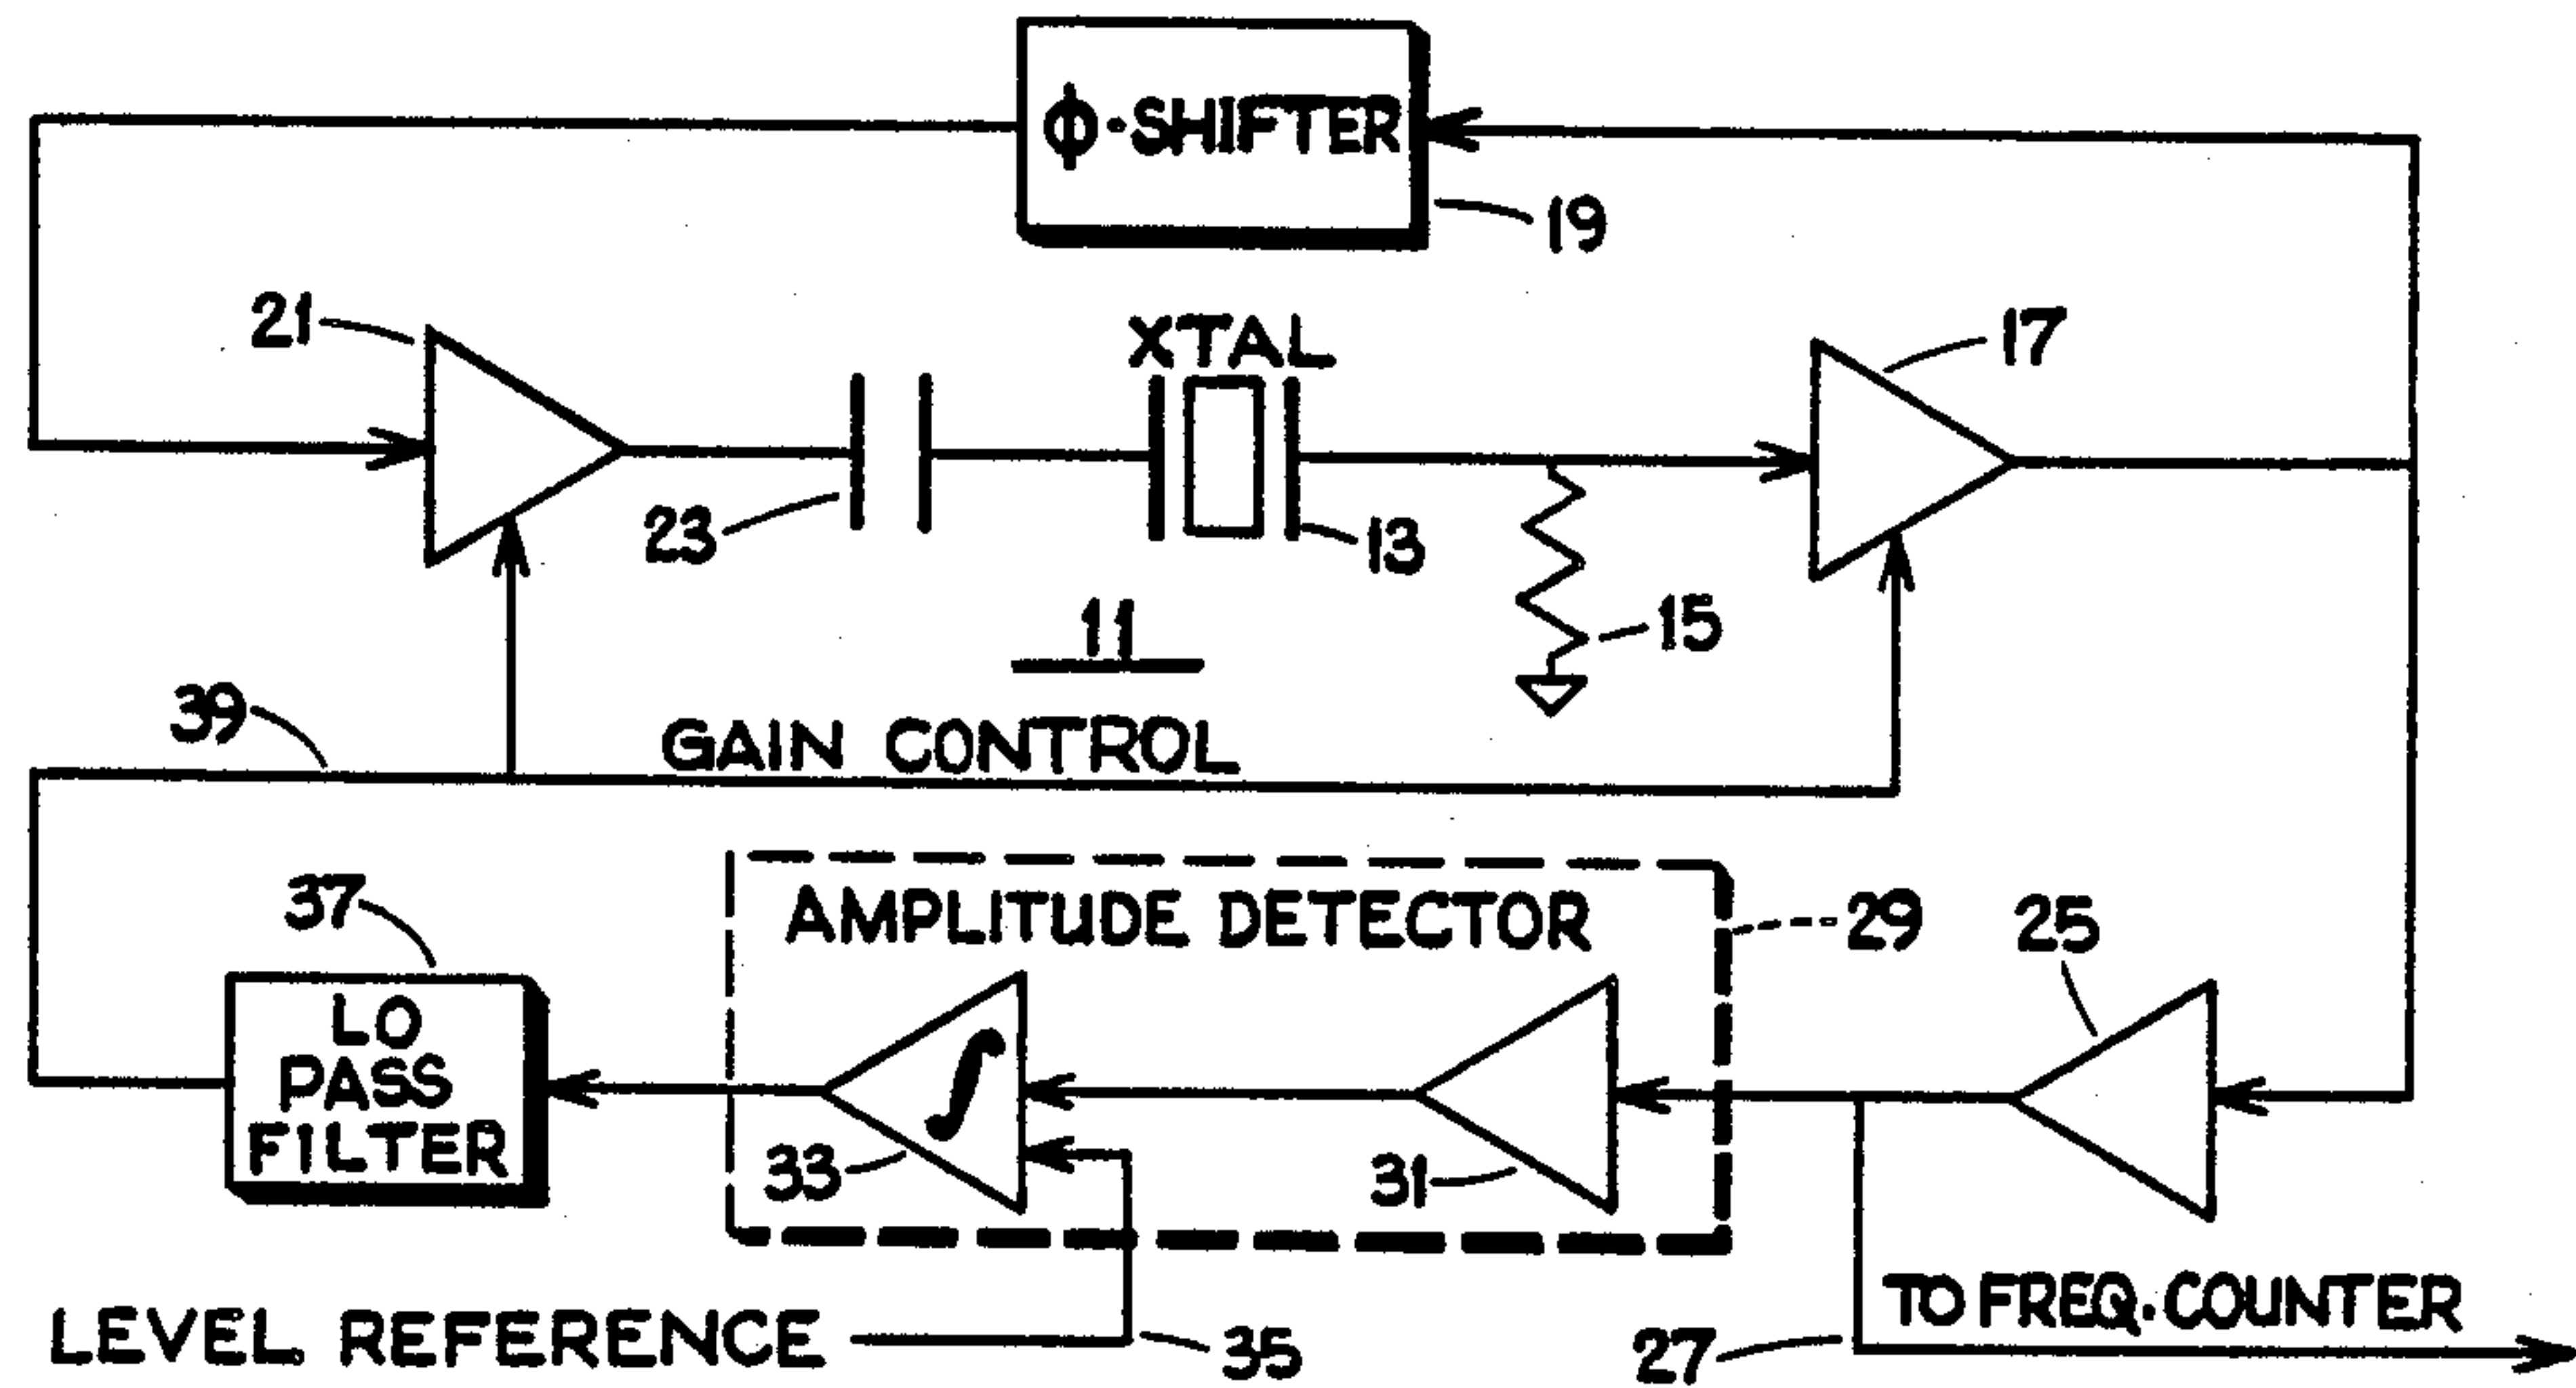 ϕ-SHIFTER
19
21
XTAL
17
23
13
11
15
39
GAIN CONTROL
37
AMPLITUDE DETECTOR
29
25
LO
PASS
FILTER
∫
33
31
LEVEL REFERENCE
35
27
TO FREQ. COUNTER